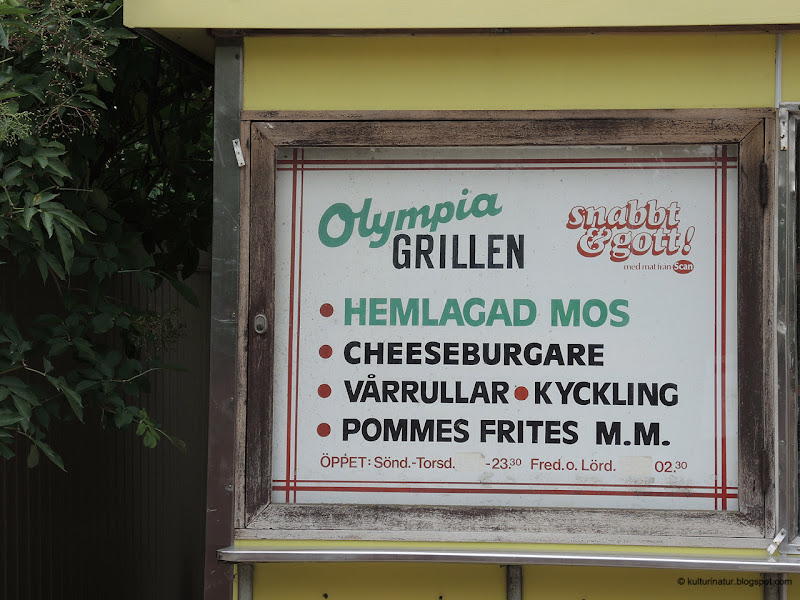 Olympia
GRILLEN
snabbt
& gott!
med mat från Scan
• HEMLAGAD MOS
• CHEESEBURGARE
• VÅRRULLAR • KYCKLING
• POMMES FRITES M.M.
ÖPPET: Sönd.-Torsd. -23.30 Fred.o. Lörd. 02.30
© kulturinatur.blogspot.com